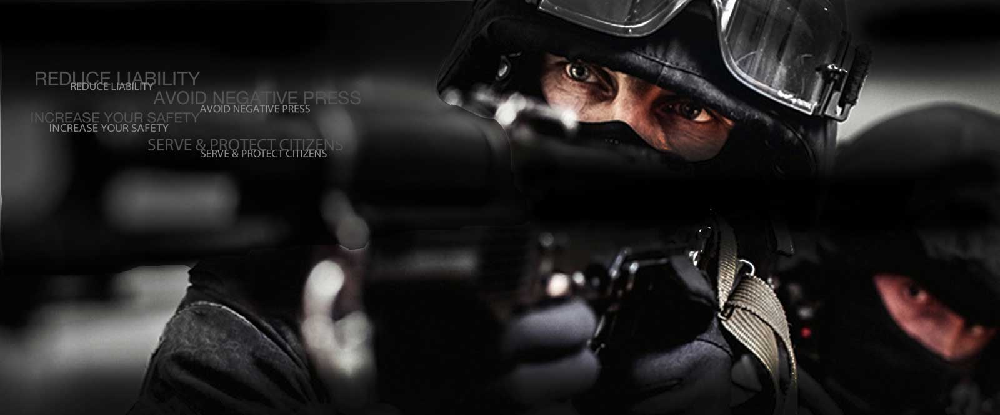 REDUCE LIABILITY
REDUCE LIABILITY
AVOID NEGATIVE PRESS
AVOID NEGATIVE PRESS
INCREASE YOUR SAFETY
INCREASE YOUR SAFETY
SERVE & PROTECT CITIZENS
SERVE & PROTECT CITIZENS